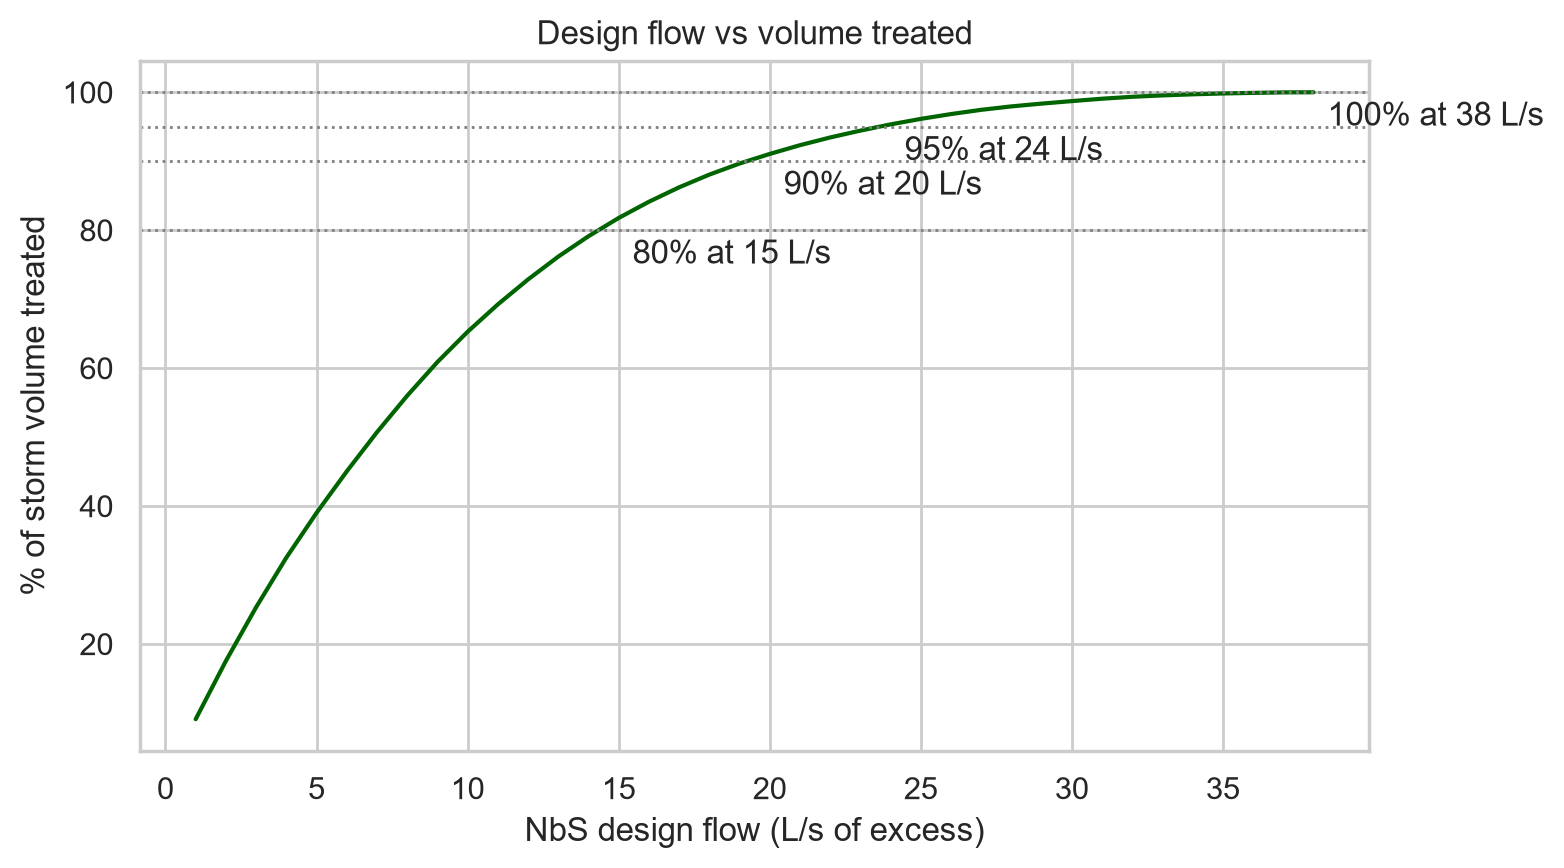 Design flow vs volume treated
100
100% at 38 L/s
95% at 24 L/s
90% at 20 L/s
80
80% at 15 L/s
60
40
20
% of storm volume treated
0 5 10 15 20 25 30 35
NbS design flow (L/s of excess)